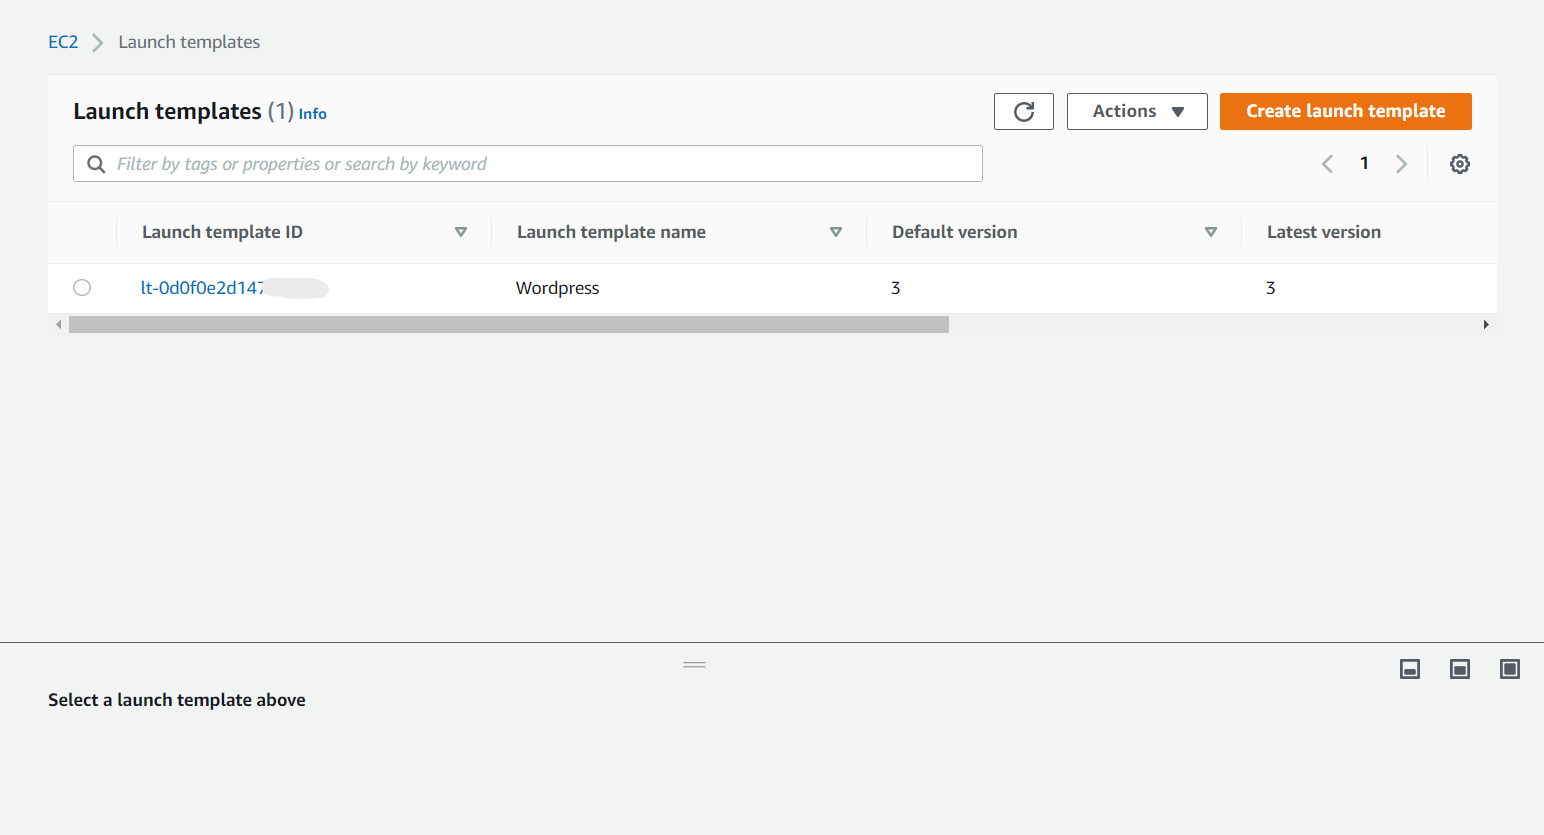 EC2 > Launch templates
Launch templates (1) Info
Actions
Create launch template
Filter by tags or properties or search by keyword
1
Launch template ID Launch template name Default version Latest version
lt-0d0f0e2d147 Wordpress 3 3
Select a launch template above